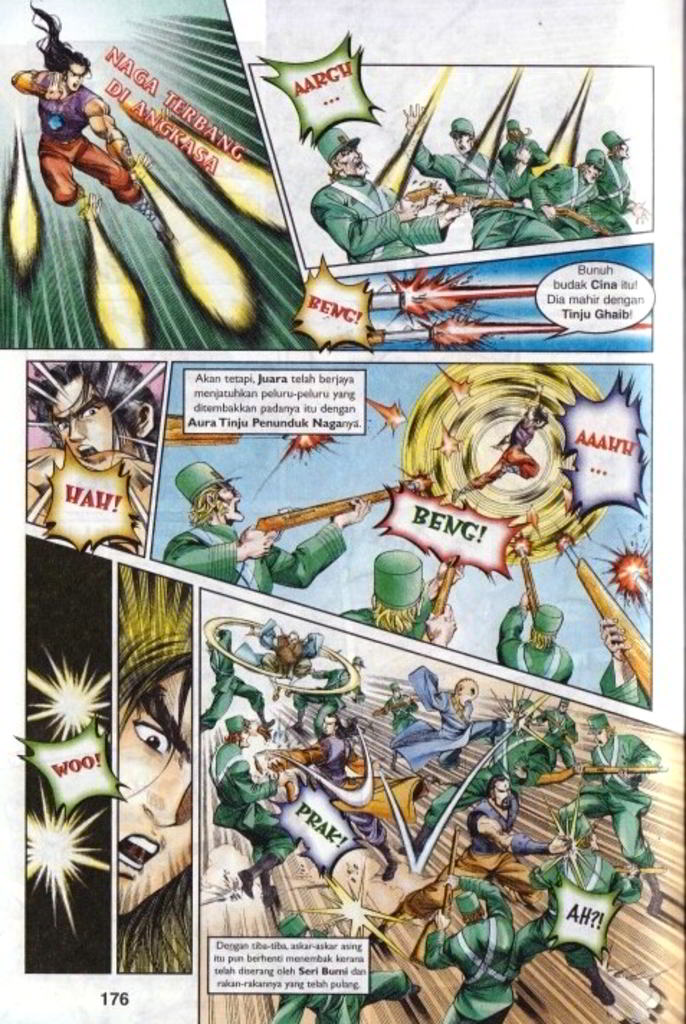 NAGA TERBANG
DI ANGKASA
AARGH
...
BENG!
Bunuh
budak Cina itu!
Dia mahir dengan
Tinju Ghaib!
HAH!
Akan tetapi, Juara telah berjaya
menjatuhkan peluru-peluru yang
ditembakkan padanya itu dengan
Aura Tinju Penunduk Naganya.
AAAHH
...
BENG!
WOO!
PRAK!
AH?!
Dengan tiba-tiba, askar-askar asing
itu pun berhenti menembak kerana
telah diserang oleh Seri Bumi dan
rakan-rakannya yang telah pulang.
176